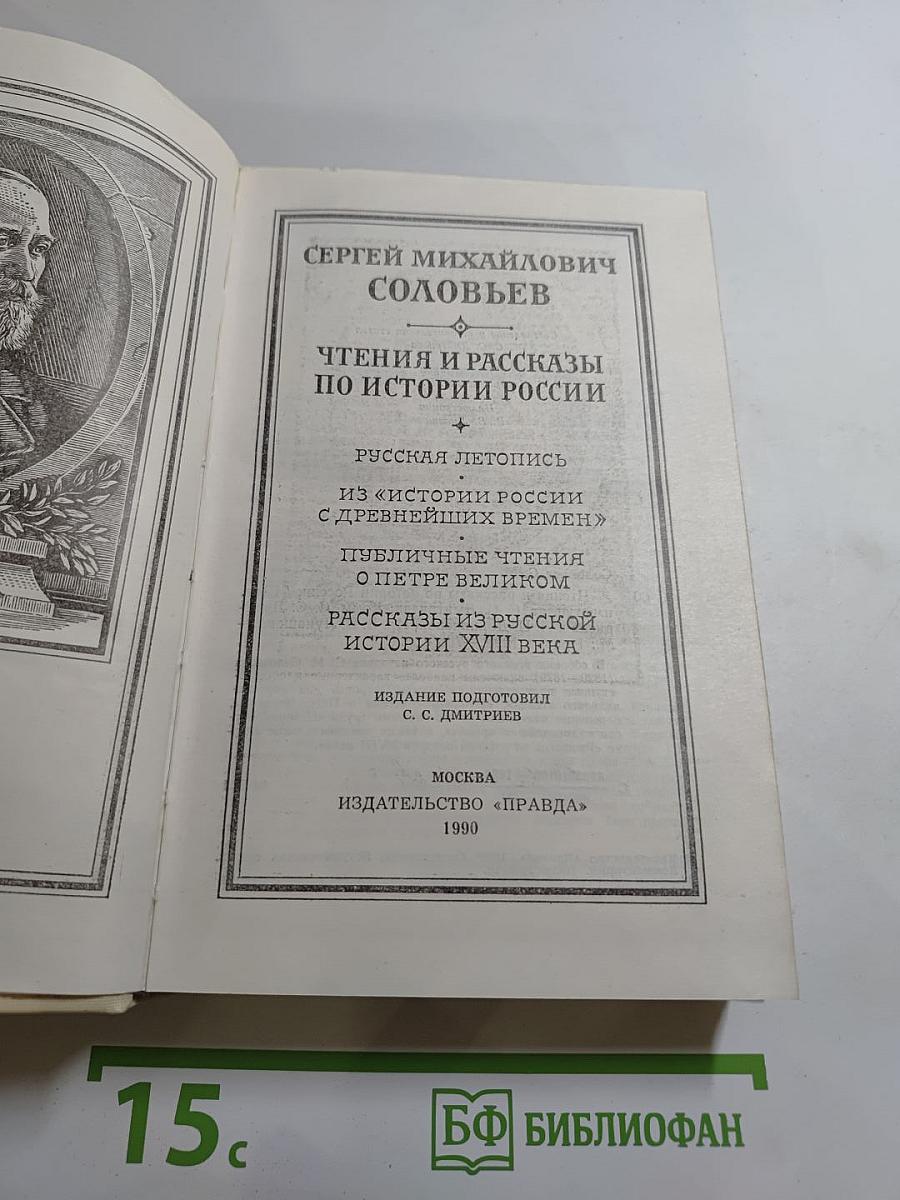 СЕРГЕЙ МИХАЙЛОВИЧ
СОЛОВЬЕВ
ЧТЕНИЯ И РАССКАЗЫ
ПО ИСТОРИИ РОССИИ
РУССКАЯ ЛЕТОПИСЬ
ИЗ «ИСТОРИИ РОССИИ
С ДРЕВНЕЙШИХ ВРЕМЕН»
ПУБЛИЧНЫЕ ЧТЕНИЯ
О ПЕТРЕ ВЕЛИКОМ
РАССКАЗЫ ИЗ РУССКОЙ
ИСТОРИИ XVIII ВЕКА
ИЗДАНИЕ ПОДГОТОВИЛ
С. С. ДМИТРИЕВ
МОСКВА
ИЗДАТЕЛЬСТВО «ПРАВДА»
1990
15 с
БФ БИБЛИОФАН